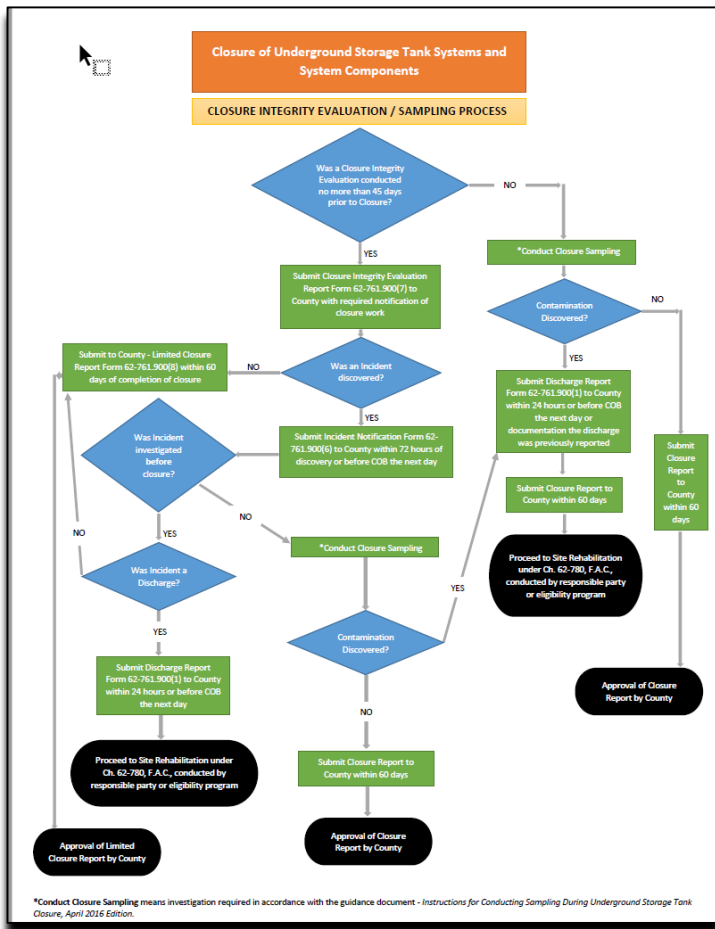 Closure of Underground Storage Tank Systems and
System Components
CLOSURE INTEGRITY EVALUATION / SAMPLING PROCESS
Was a Closure Integrity
Evaluation conducted
no more than 45 days
prior to Closure?
NO
YES
*Conduct Closure Sampling
Submit Closure Integrity Evaluation
Report Form 62-761.900(7) to
County with required notification of
closure work
Contamination
Discovered?
NO
YES
Submit to County - Limited Closure
Report Form 62-761.900(8) within 60
days of completion of closure
NO
Was an Incident
discovered?
YES
Submit Discharge Report
Form 62-761.900(1) to County
within 24 hours or before COB
the next day or
documentation the discharge
was previously reported
Was Incident
investigated
before
closure?
Submit Incident Notification Form 62-
761.900(6) to County within 72 hours of
discovery or before COB the next day
Submit
Closure
Report
to
County
within 60
days
Submit Closure Report to
County within 60 days
NO
YES
NO
*Conduct Closure Sampling
Proceed to Site Rehabilitation
under Ch. 62-780, F.A.C.,
conducted by responsible party
or eligibility program
Was Incident a
Discharge?
YES
YES
Contamination
Discovered?
Submit Discharge Report
Form 62-761.900(1) to County
within 24 hours or before COB
the next day
Approval of Closure
Report by County
NO
Proceed to Site Rehabilitation under
Ch. 62-780, F.A.C., conducted by
responsible party or eligibility program
Submit Closure Report to
County within 60 days
Approval of Limited
Closure Report by County
Approval of Closure
Report by County
*Conduct Closure Sampling means investigation required in accordance with the guidance document - Instructions for Conducting Sampling During Underground Storage Tank
Closure, April 2016 Edition.